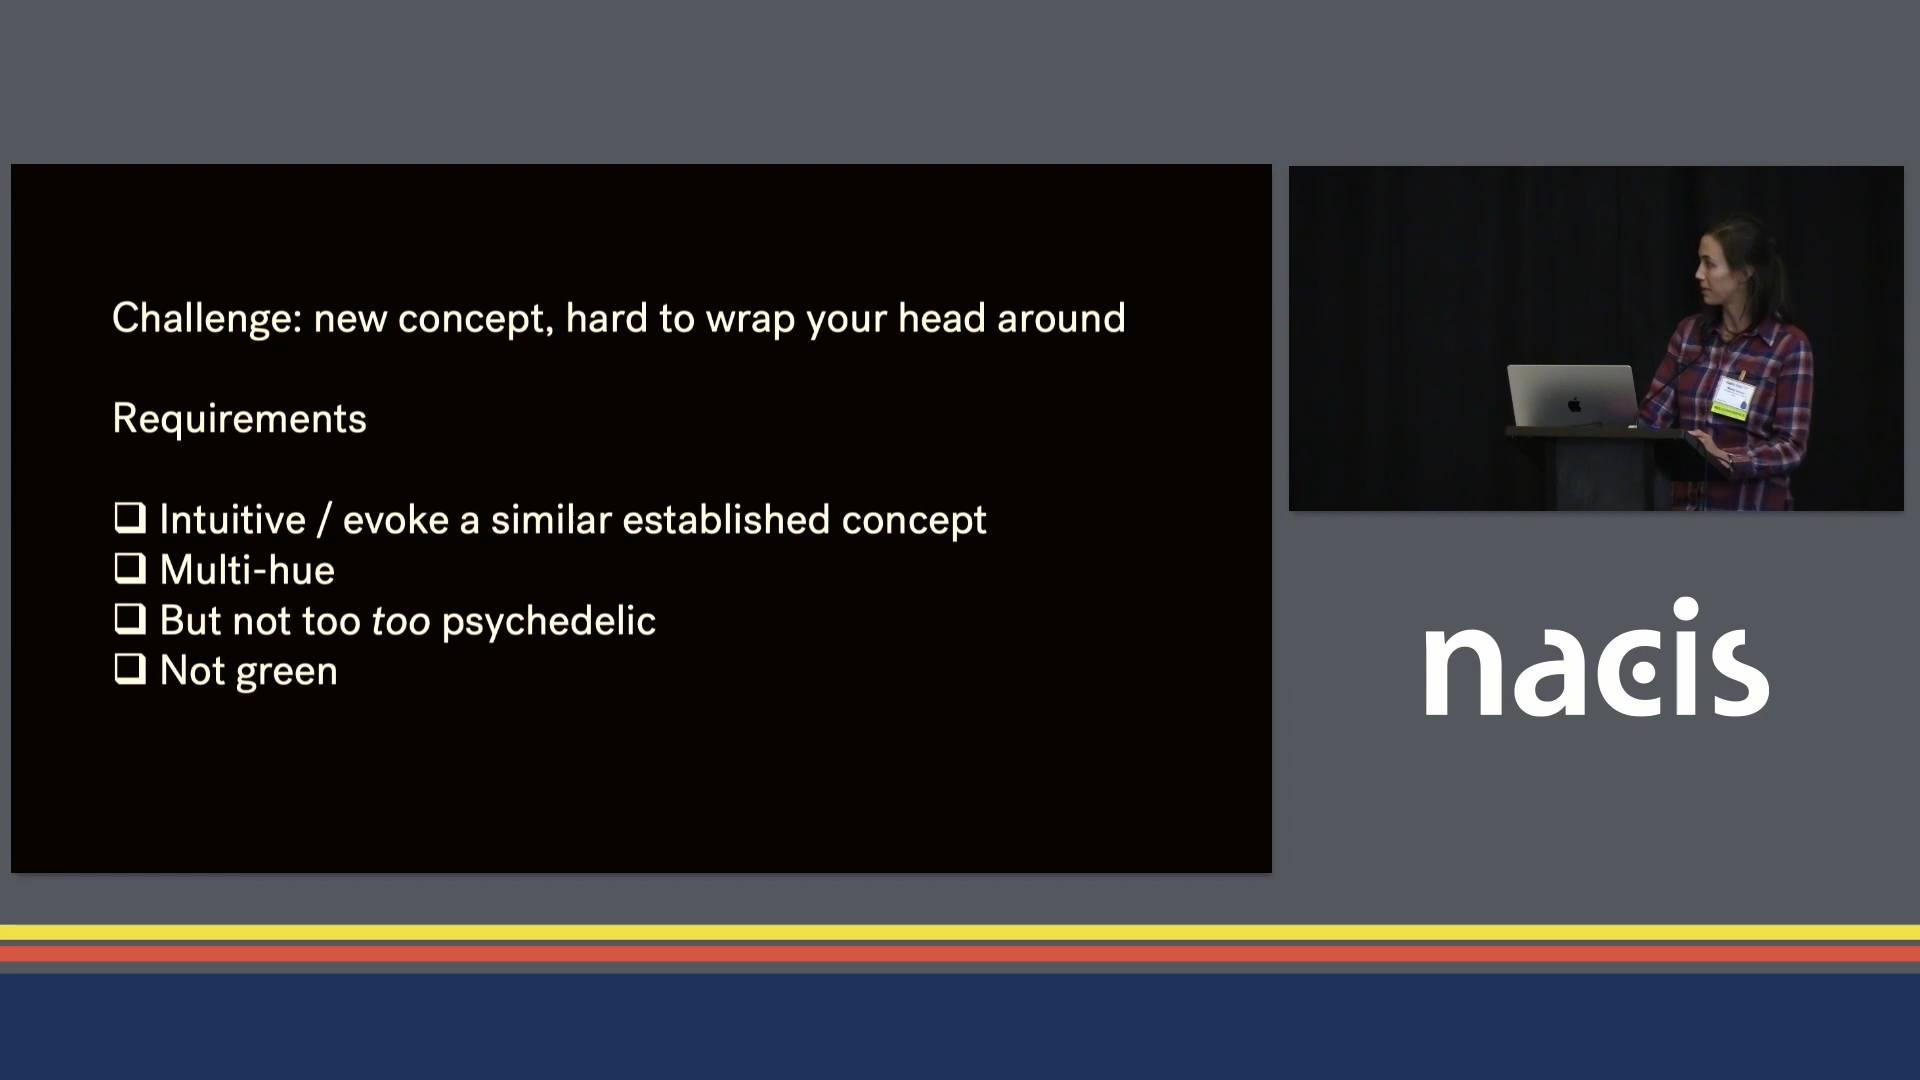 Challenge: new concept, hard to wrap your head around
Requirements
❏ Intuitive / evoke a similar established concept
❏ Multi-hue
❏ But not too too psychedelic
❏ Not green
nacis